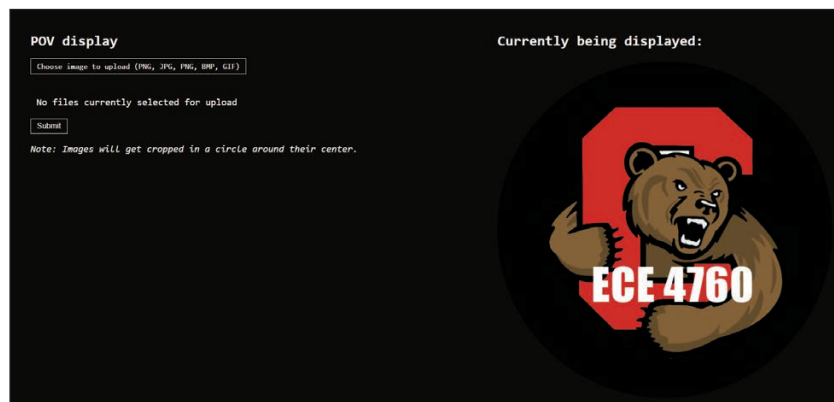 POV display
Choose image to upload (PNG, JPG, PNG, BMP, GIF)
No files currently selected for upload
Submit
Note: Images will get cropped in a circle around their center.
Currently being displayed:
ECE 4760